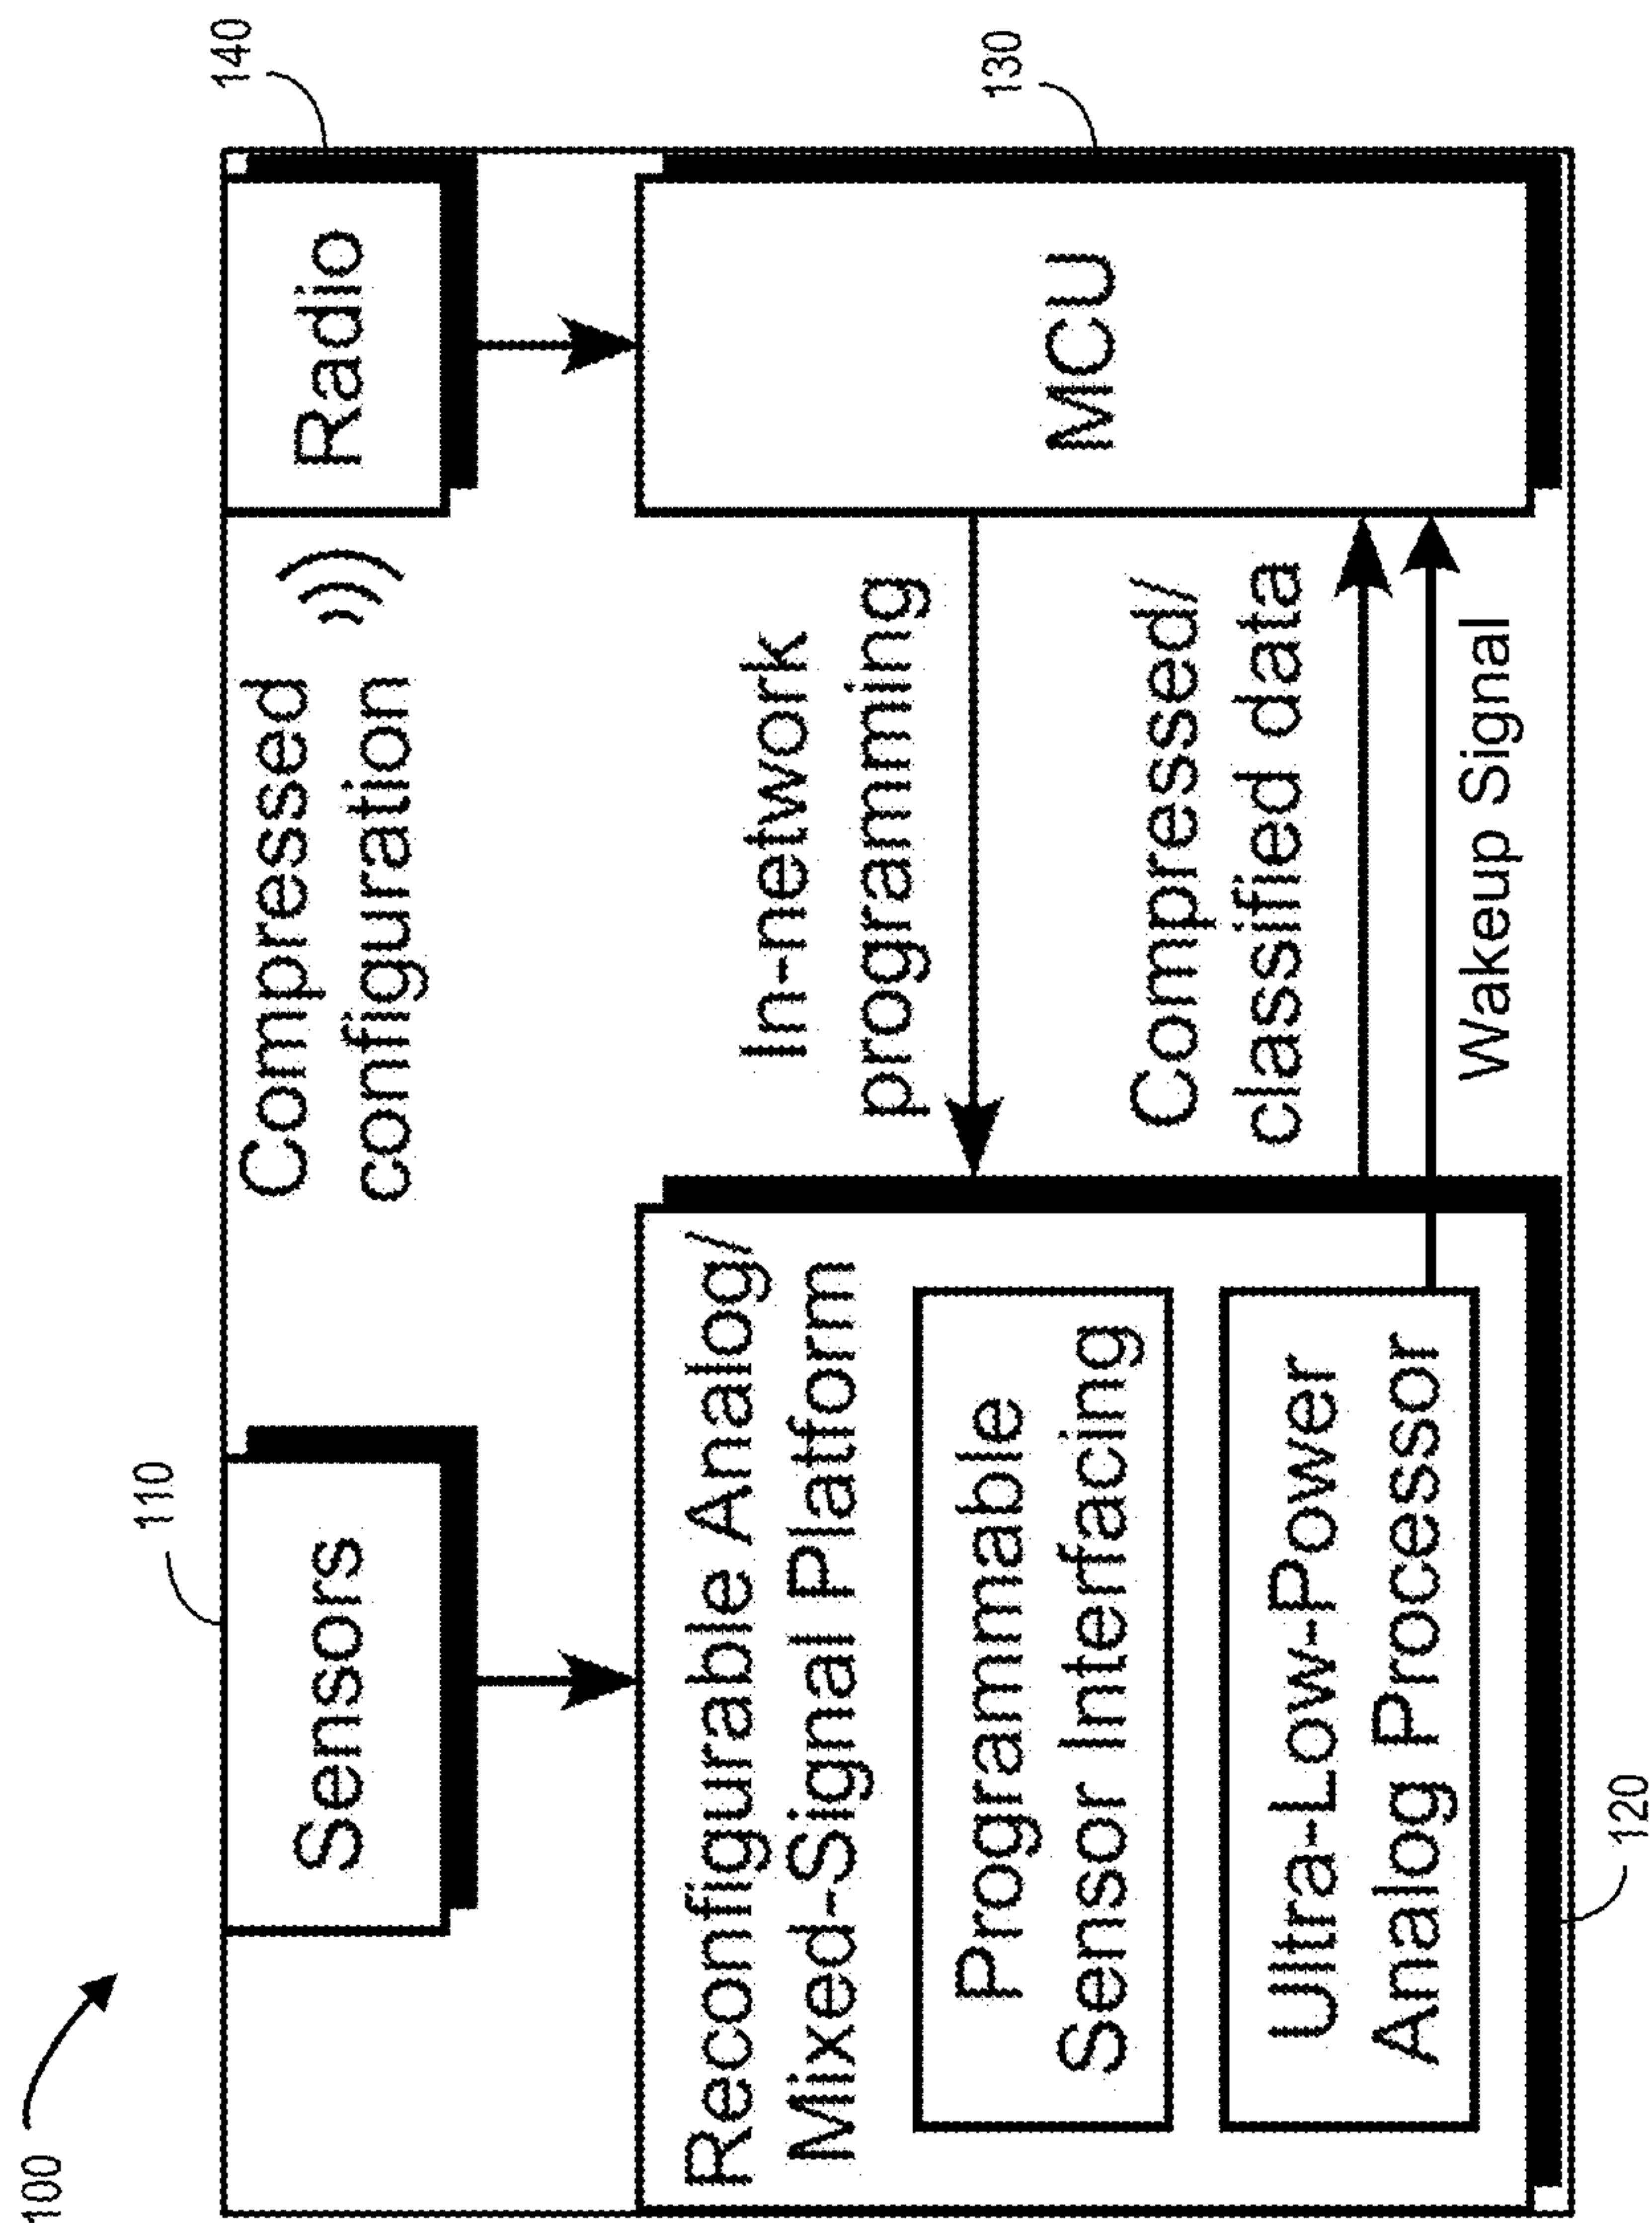 100
110
140
Sensors
Compressed
configuration
Radio
Reconfigurable Analog/
Mixed-Signal Platform
Programmable
Sensor Interfacing
Ultra-Low-Power
Analog Processor
In-network
programming
Compressed/
classified data
Wakeup Signal
MCU
130
120